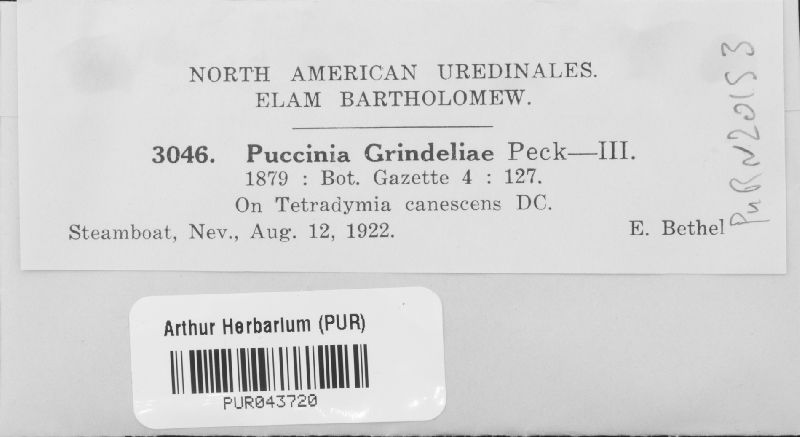 NORTH AMERICAN UREDINALES.
ELAM BARTHOLOMEW.
3046. Puccinia Grindeliae Peck—III.
1879 : Bot. Gazette 4 : 127.
On Tetradymia canescens DC.
Steamboat, Nev., Aug. 12, 1922. E. Bethel
PUR N20153
Arthur Herbarium (PUR)
PUR043720